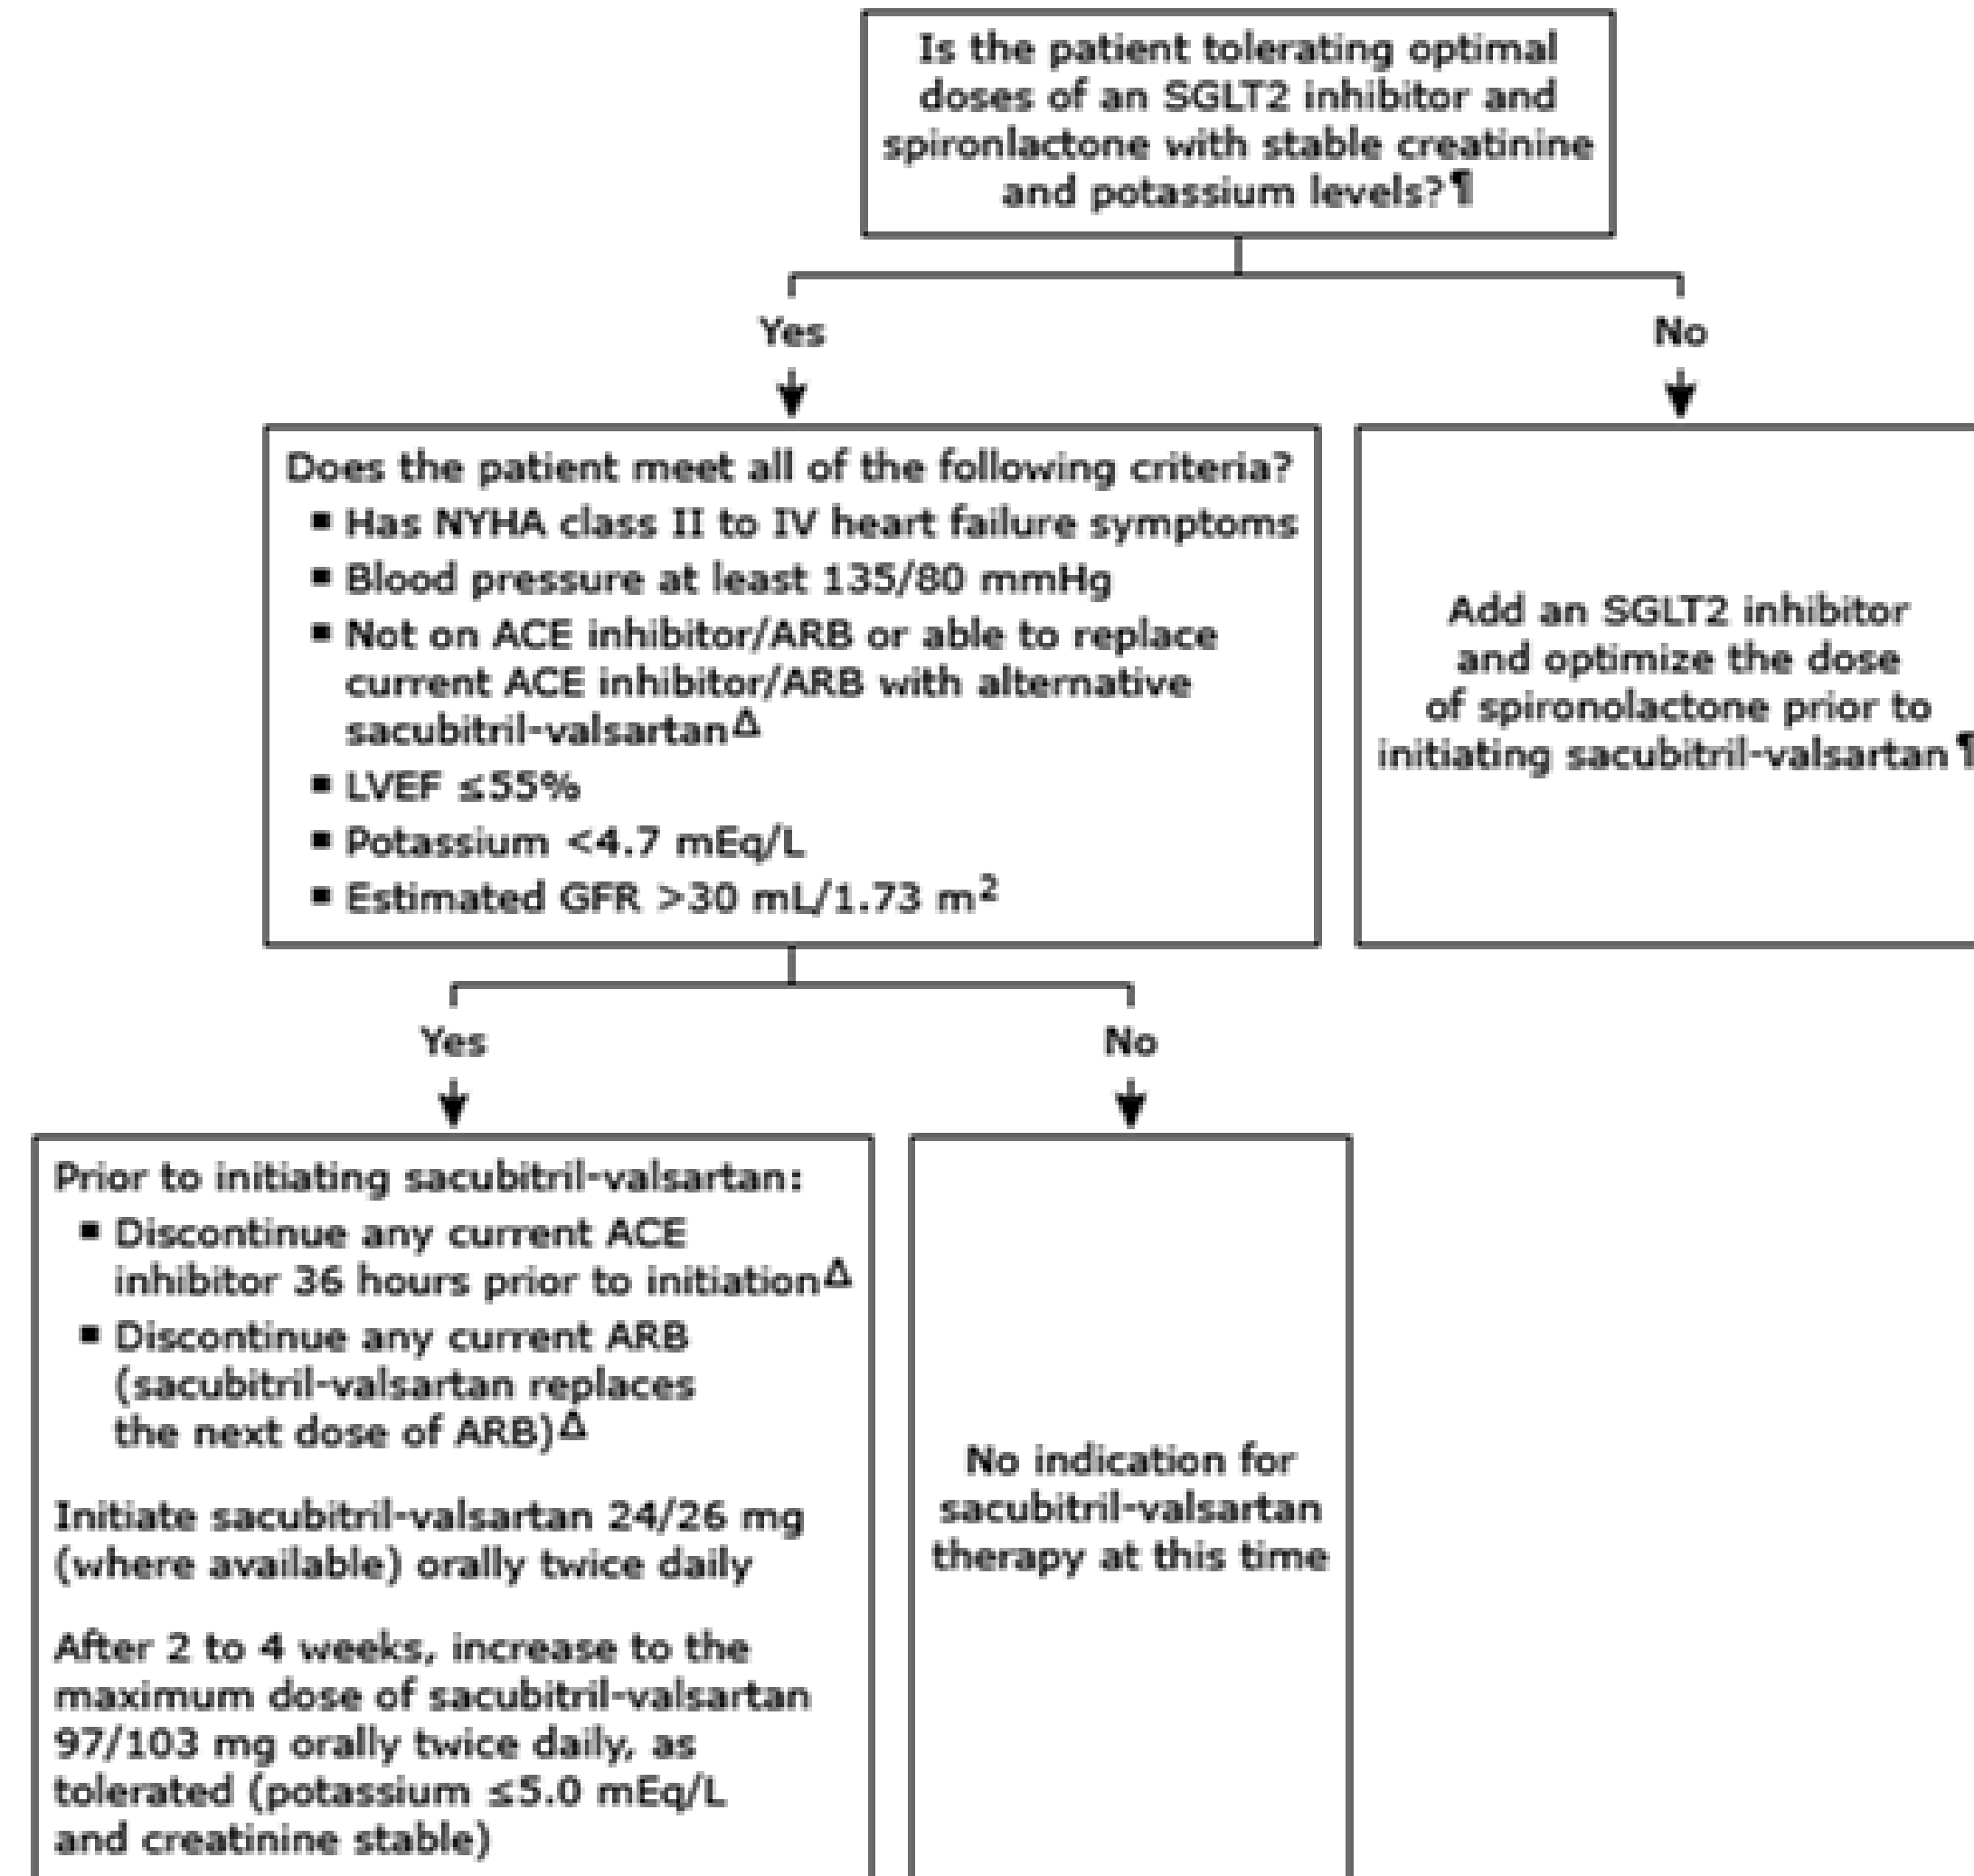 Is the patient tolerating optimal
doses of an SGLT2 inhibitor and
spironlactone with stable creatinine
and potassium levels?¶
Yes
No
Does the patient meet all of the following criteria?
▪ Has NYHA class II to IV heart failure symptoms
▪ Blood pressure at least 135/80 mmHg
▪ Not on ACE inhibitor/ARB or able to replace
current ACE inhibitor/ARB with alternative
sacubitril-valsartanΔ
▪ LVEF ≤55%
▪ Potassium <4.7 mEq/L
▪ Estimated GFR >30 mL/1.73 m²
Add an SGLT2 inhibitor
and optimize the dose
of spironolactone prior to
initiating sacubitril-valsartan¶
Yes
No
Prior to initiating sacubitril-valsartan:
▪ Discontinue any current ACE
inhibitor 36 hours prior to initiationΔ
▪ Discontinue any current ARB
(sacubitril-valsartan replaces
the next dose of ARB)Δ
Initiate sacubitril-valsartan 24/26 mg
(where available) orally twice daily
After 2 to 4 weeks, increase to the
maximum dose of sacubitril-valsartan
97/103 mg orally twice daily, as
tolerated (potassium ≤5.0 mEq/L
and creatinine stable)
No indication for
sacubitril-valsartan
therapy at this time